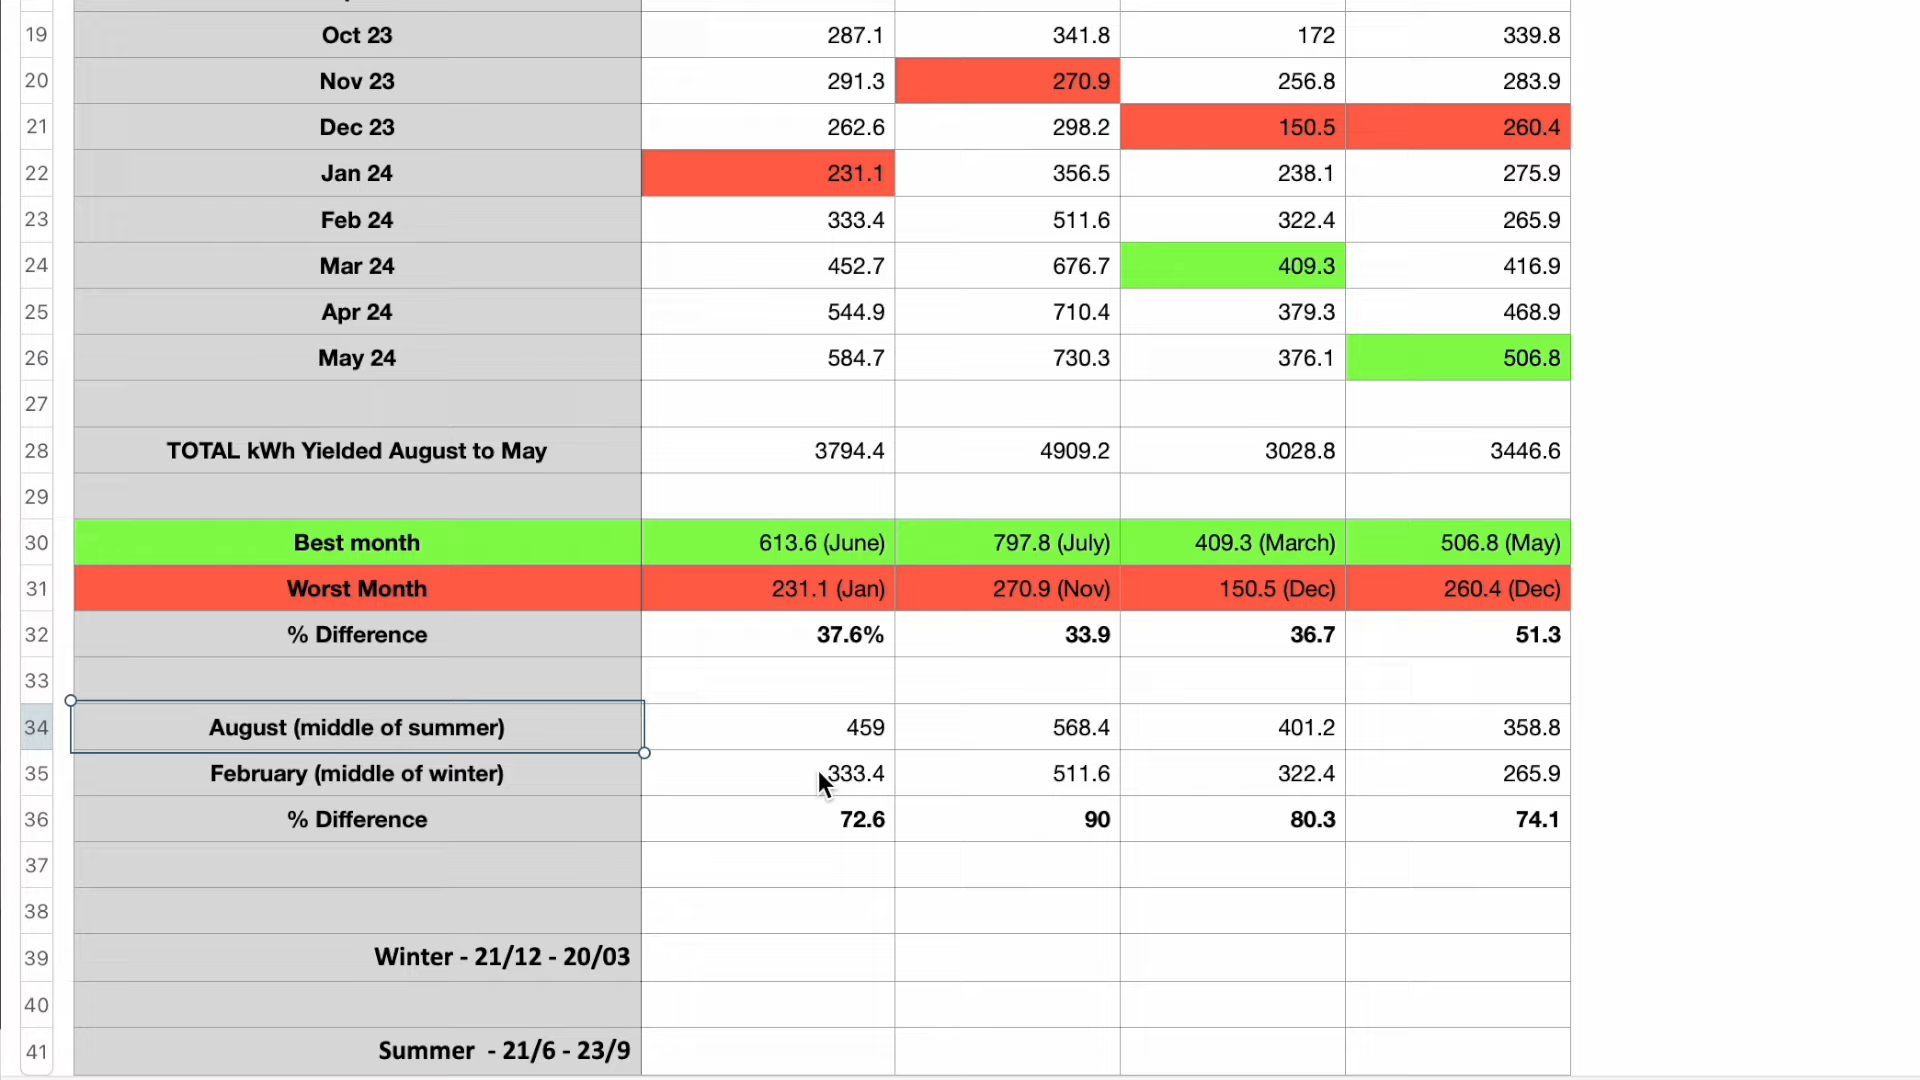 19 Oct 23 287.1 341.8 172 339.8
20 Nov 23 291.3 270.9 256.8 283.9
21 Dec 23 262.6 298.2 150.5 260.4
22 Jan 24 231.1 356.5 238.1 275.9
23 Feb 24 333.4 511.6 322.4 265.9
24 Mar 24 452.7 676.7 409.3 416.9
25 Apr 24 544.9 710.4 379.3 468.9
26 May 24 584.7 730.3 376.1 506.8
27
28 TOTAL kWh Yielded August to May 3794.4 4909.2 3028.8 3446.6
29
30 Best month 613.6 (June) 797.8 (July) 409.3 (March) 506.8 (May)
31 Worst Month 231.1 (Jan) 270.9 (Nov) 150.5 (Dec) 260.4 (Dec)
32 % Difference 37.6% 33.9 36.7 51.3
33
34 August (middle of summer) 459 568.4 401.2 358.8
35 February (middle of winter) 333.4 511.6 322.4 265.9
36 % Difference 72.6 90 80.3 74.1
37
38
39 Winter - 21/12 - 20/03
40
41 Summer - 21/6 - 23/9